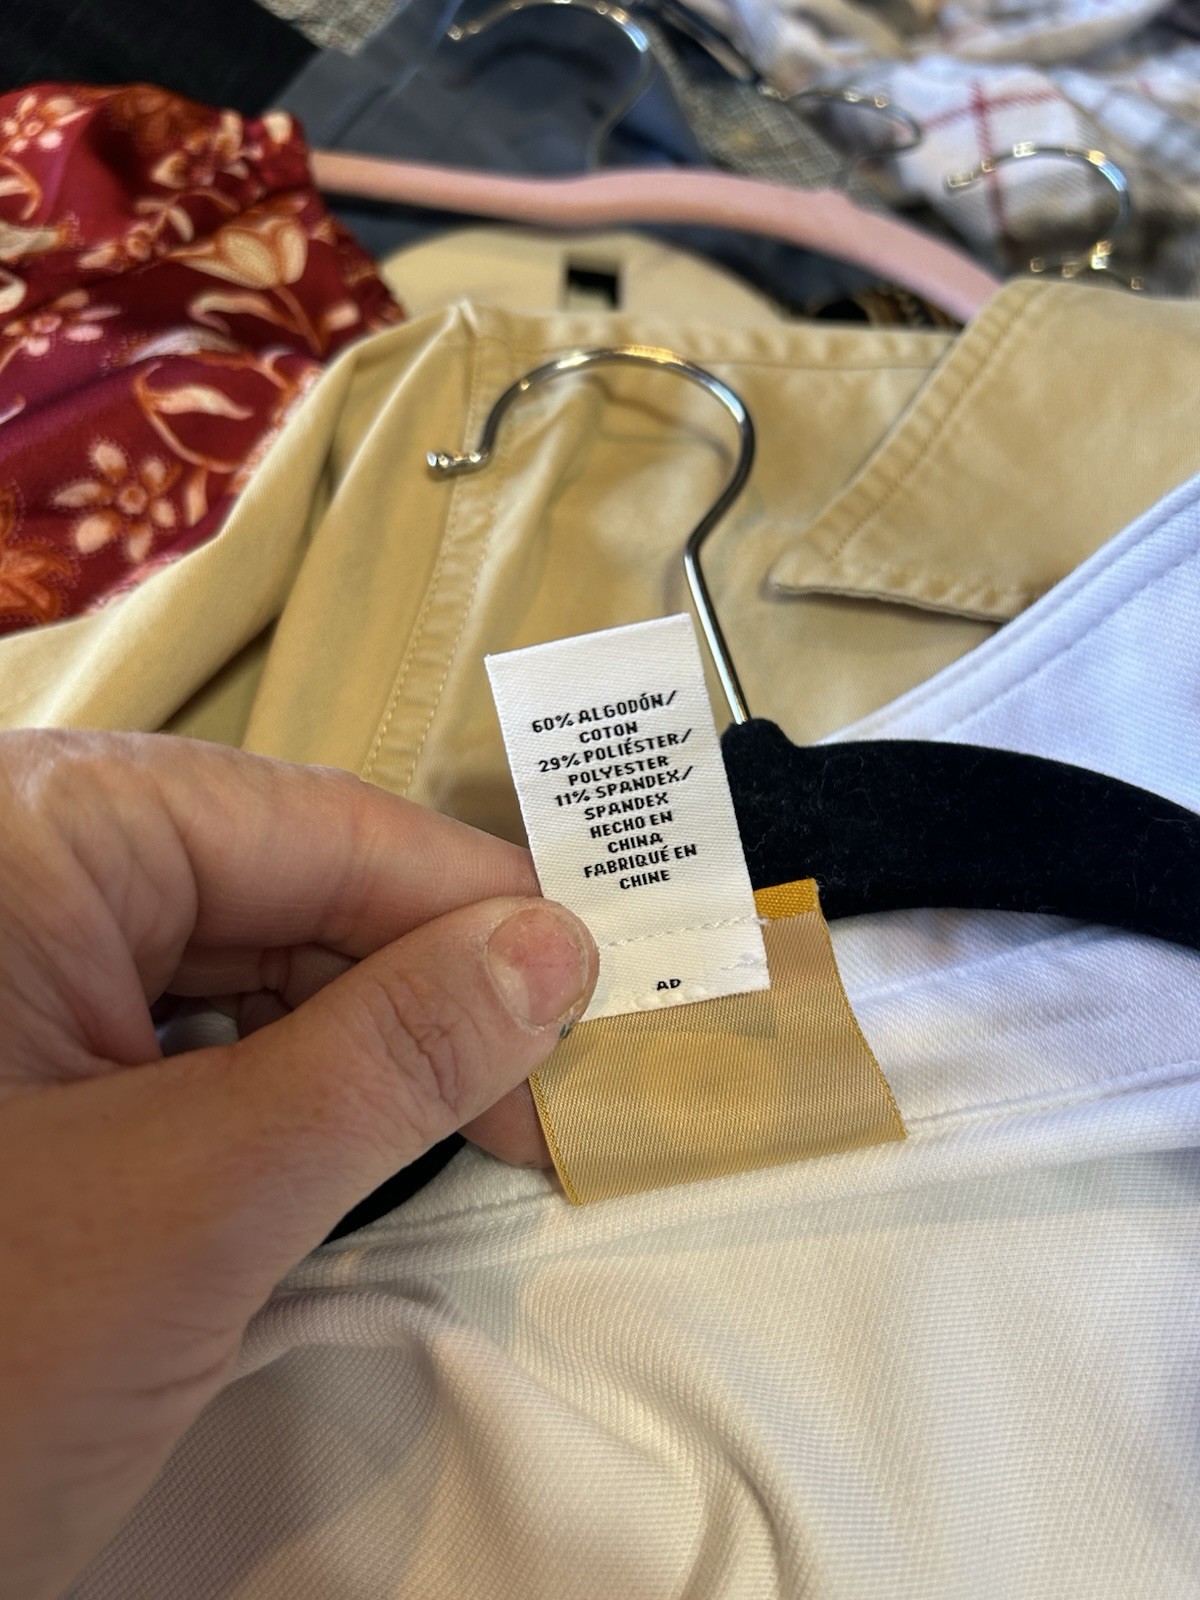 60% ALGODÓN/
COTON
29% POLIÉSTER/
POLYESTER
11% SPANDEX/
SPANDEX
HECHO EN
CHINA
FABRIQUÉ EN
CHINE
AD